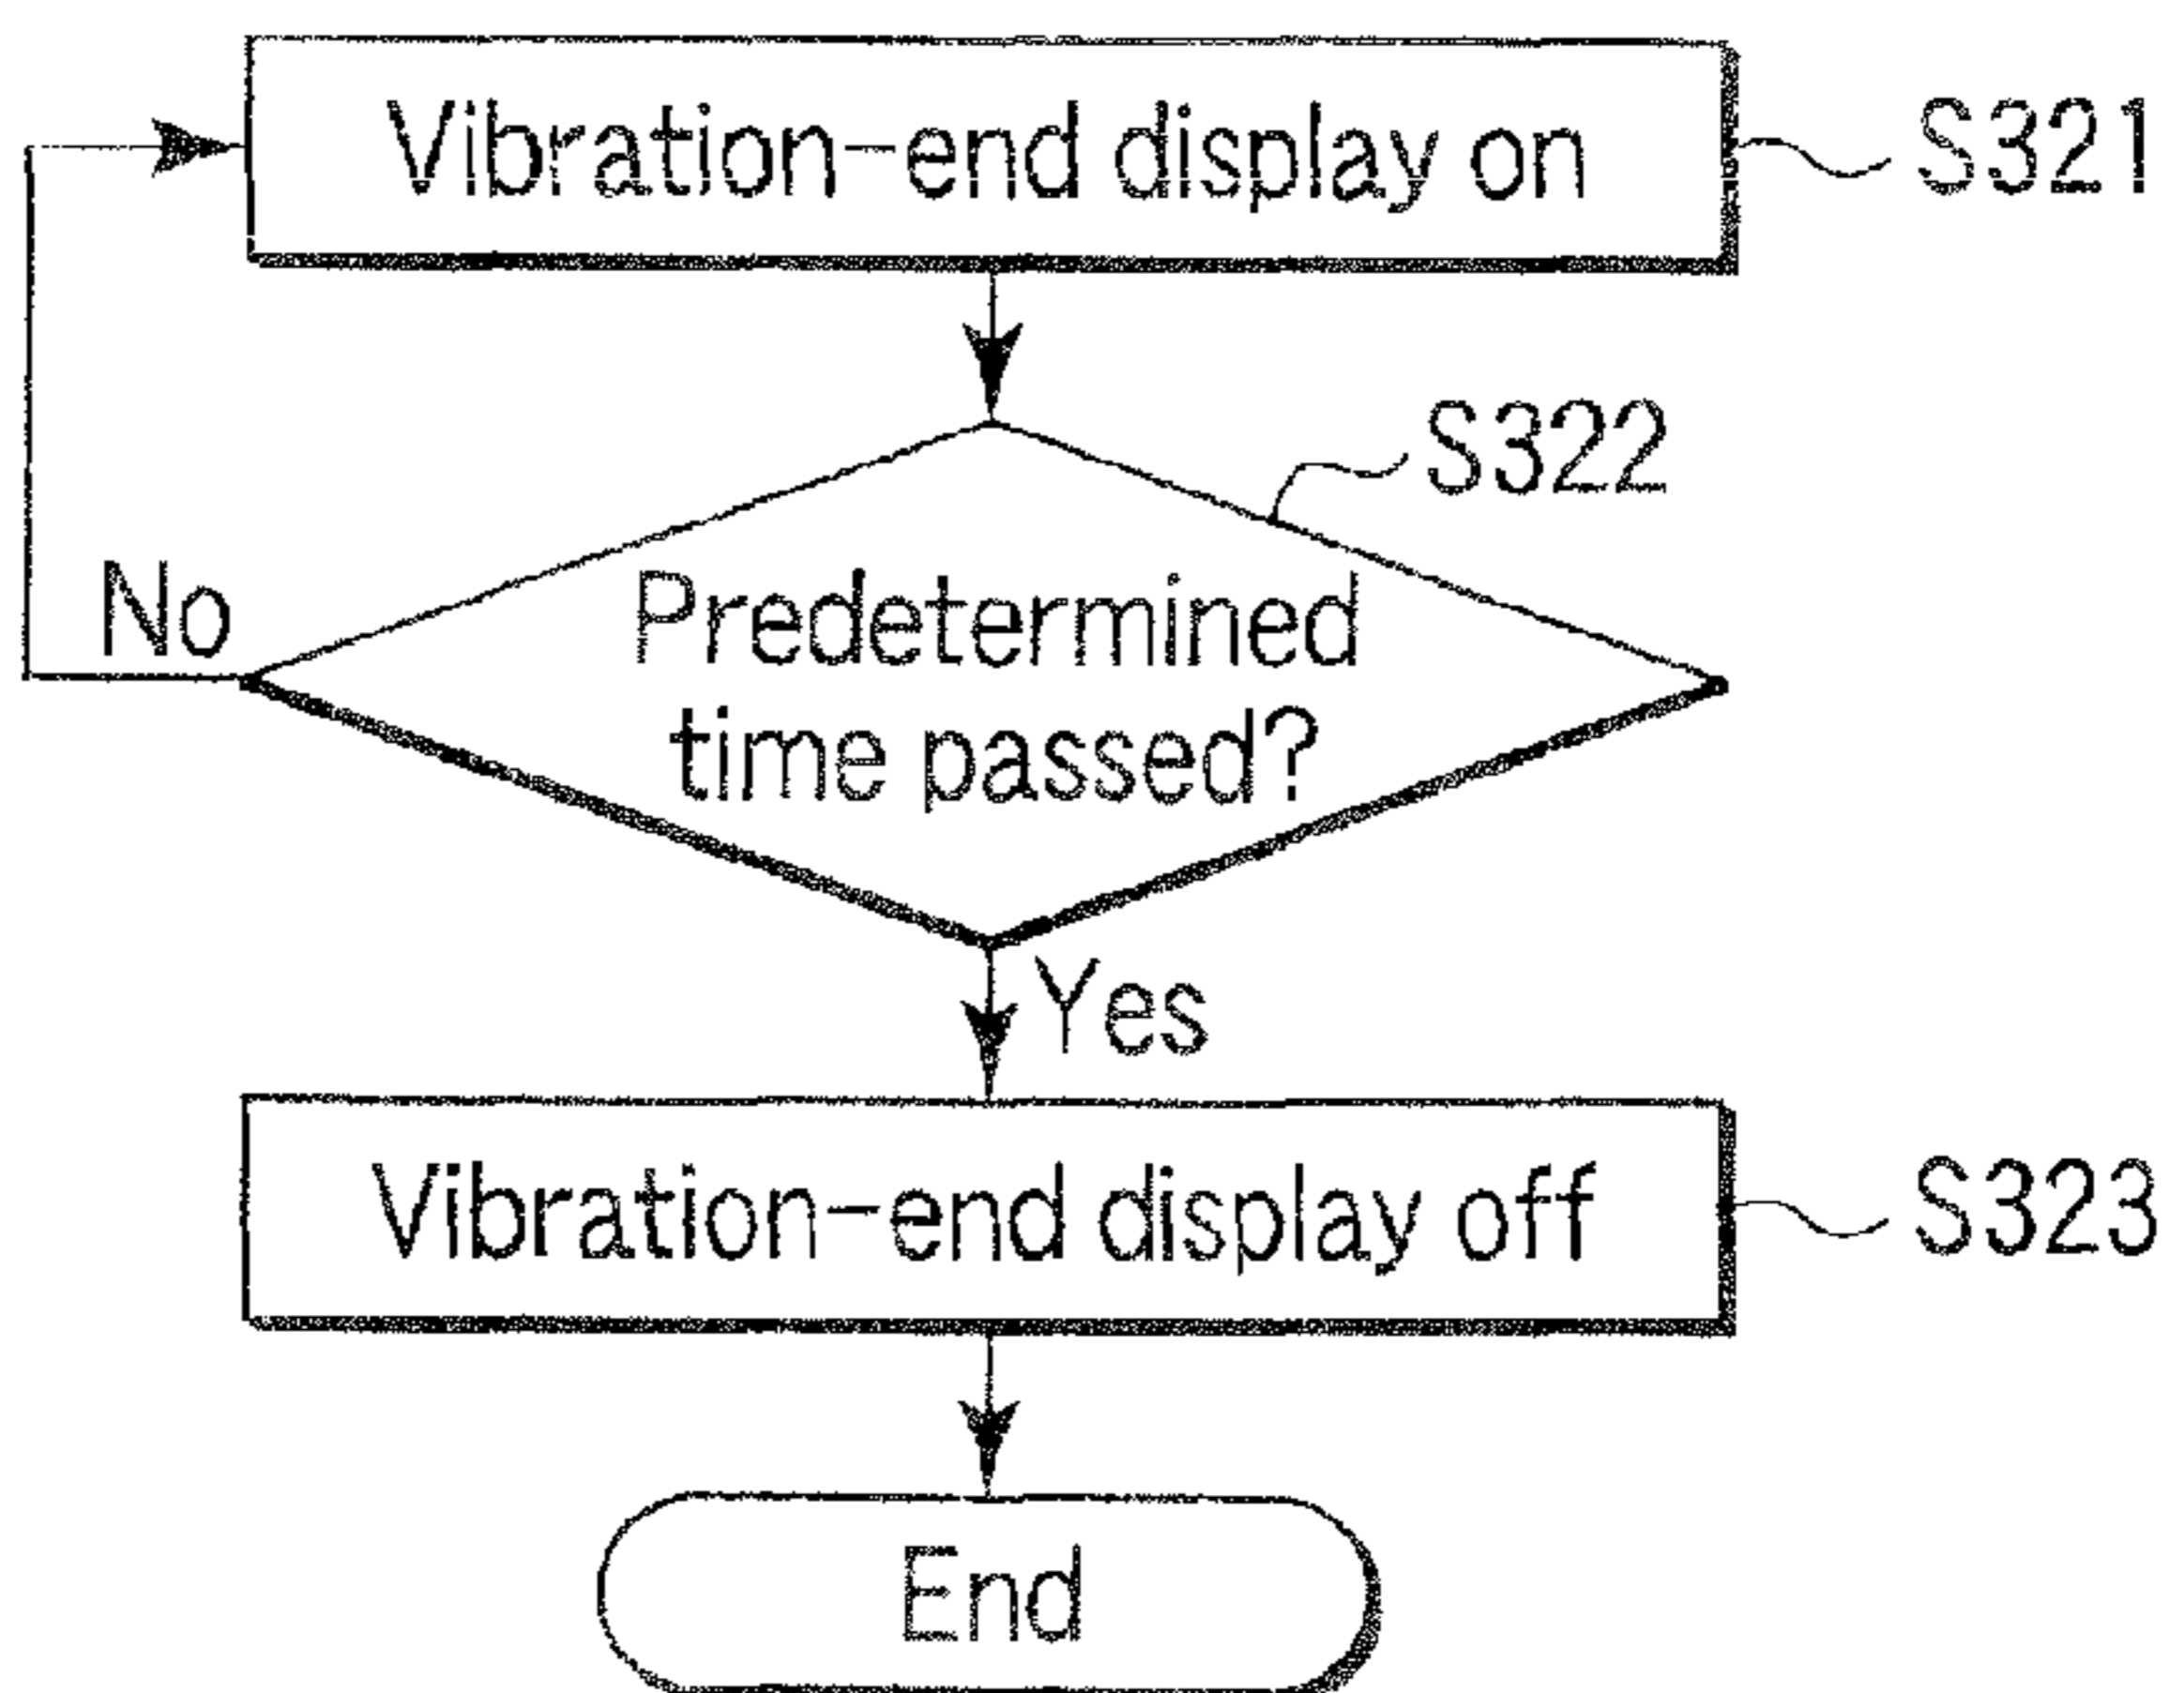 Vibration-end display on
S321
S322
No
Predetermined
time passed?
Yes
Vibration-end display off
S323
End